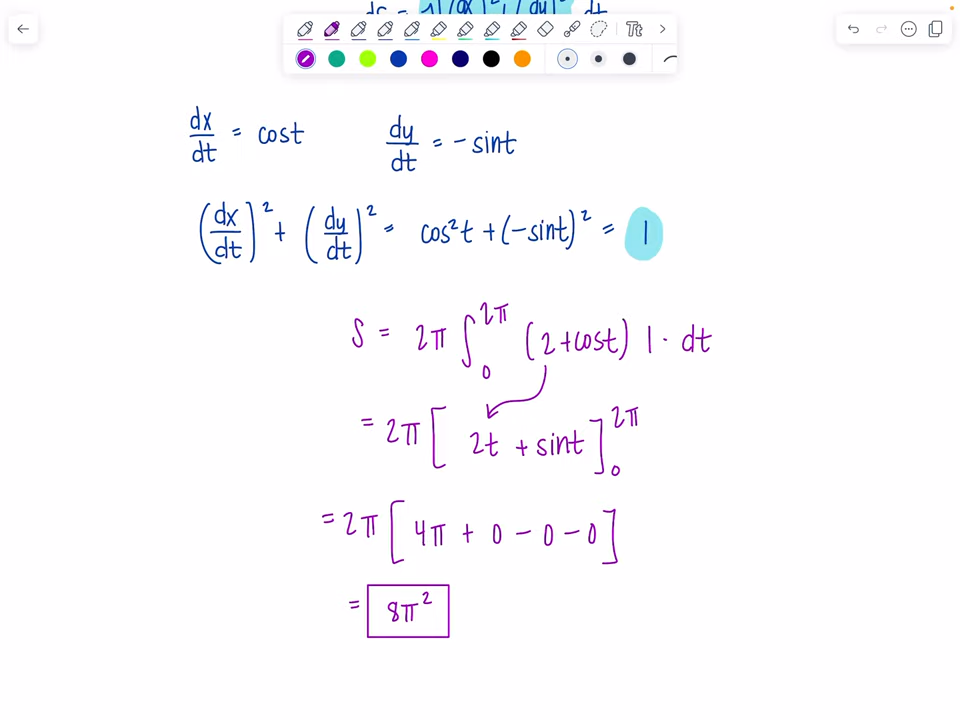 dx/dt = cost dy/dt = - sint
(dx/dt)² + (dy/dt)² = cos²t + (-sint)² = 1
S = 2π ∫₀^2π (2+cost) 1 · dt
= 2π [ 2t + sint ]₀^2π
= 2π [ 4π + 0 - 0 - 0 ]
= 8π²